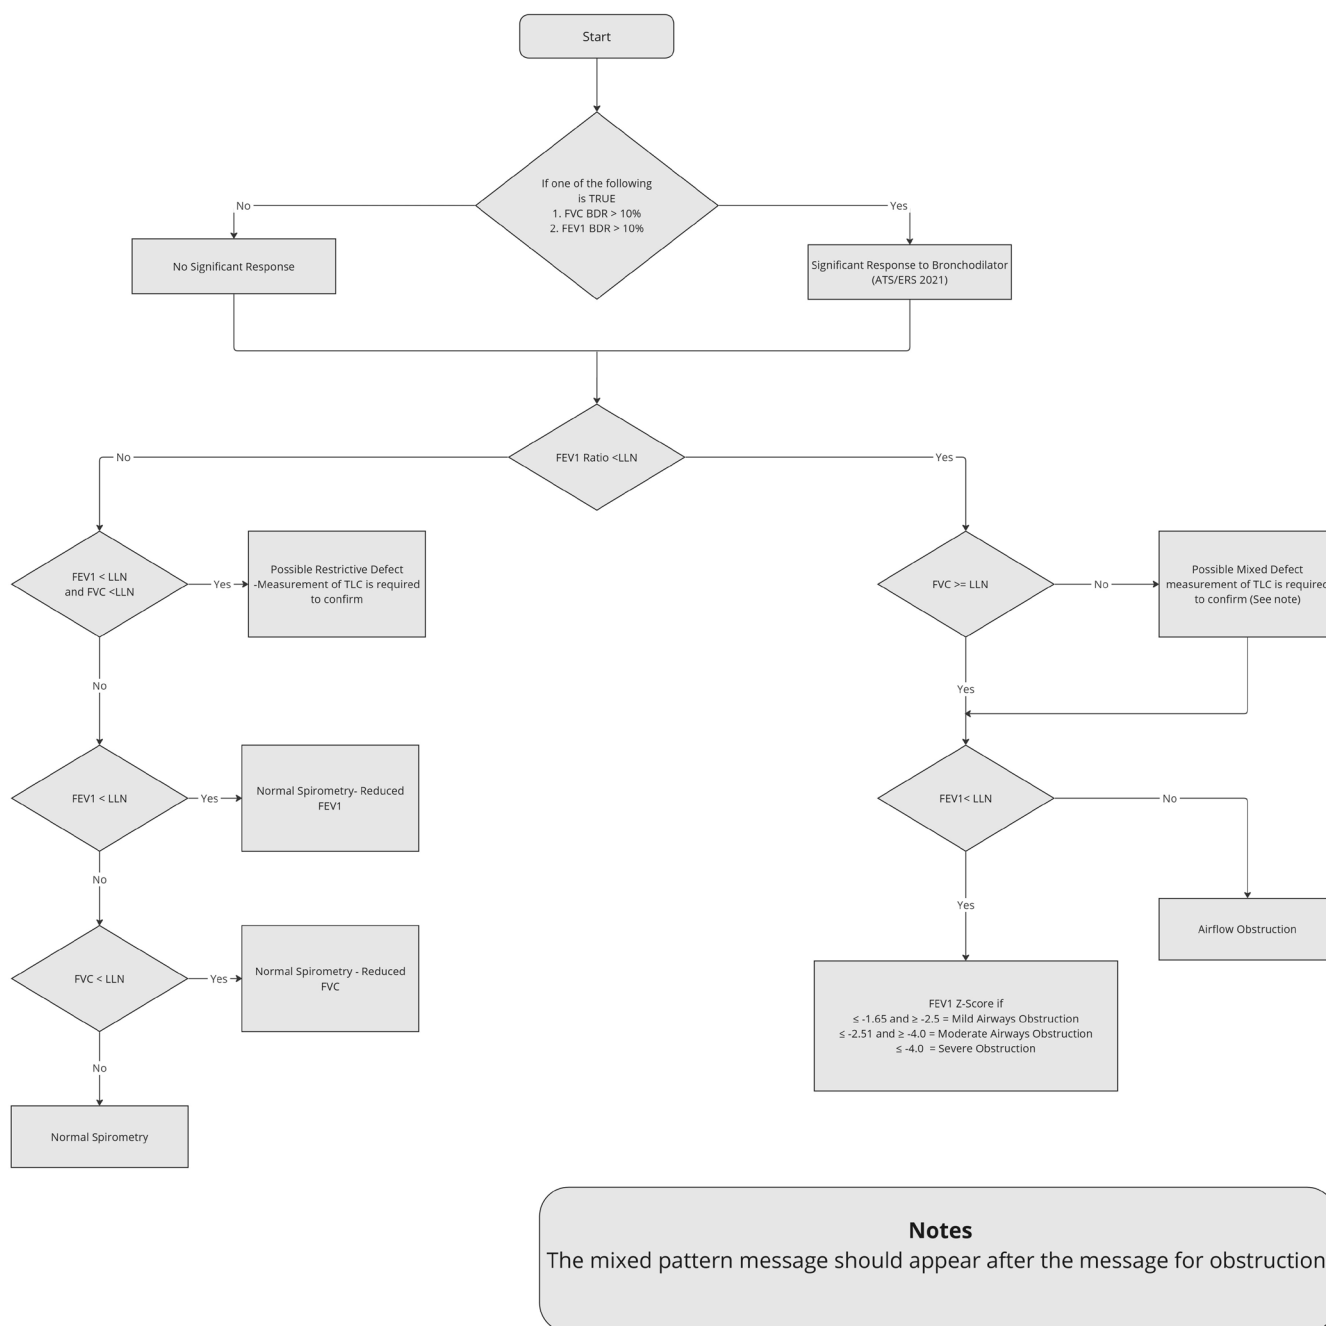 Start
If one of the following
is TRUE
1. FVC BDR > 10%
2. FEV1 BDR > 10%
No
Yes
No Significant Response
Significant Response to Bronchodilator
(ATS/ERS 2021)
FEV1 Ratio <LLN
No
Yes
FEV1 < LLN
and FVC <LLN
Yes
Possible Restrictive Defect
-Measurement of TLC is required
to confirm
FVC >= LLN
No
Possible Mixed Defect
measurement of TLC is required
to confirm (See note)
No
Yes
FEV1 < LLN
Yes
Normal Spirometry- Reduced
FEV1
FEV1< LLN
No
No
Yes
Airflow Obstruction
FVC < LLN
Yes
Normal Spirometry - Reduced
FVC
FEV1 Z-Score if
≤ -1.65 and ≥ -2.5 = Mild Airways Obstruction
≤ -2.51 and ≥ -4.0 = Moderate Airways Obstruction
≤ -4.0  = Severe Obstruction
No
Normal Spirometry
Notes
The mixed pattern message should appear after the message for obstruction